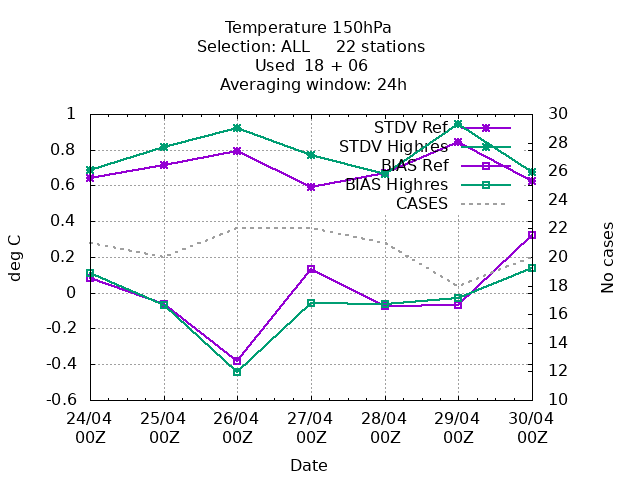 Temperature 150hPa
Selection: ALL     22 stations
Used  18 + 06
Averaging window: 24h
1
0.8
0.6
0.4
0.2
0
-0.2
-0.4
-0.6
deg C
30
28
26
24
22
20
18
16
14
12
10
No cases
STDV Ref
STDV Highres
BIAS Ref
BIAS Highres
CASES
24/04 25/04 26/04 27/04 28/04 29/04 30/04
00Z 00Z 00Z 00Z 00Z 00Z 00Z
Date